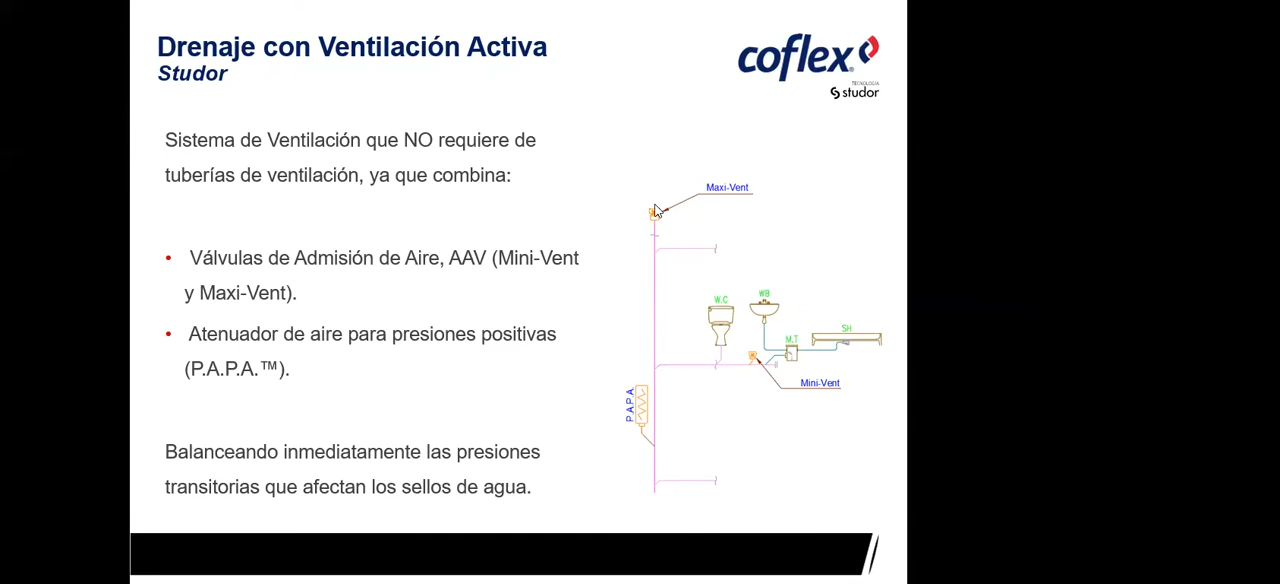 Drenaje con Ventilación Activa
Studor
coflex
TECNOLOGÍA
studor
Sistema de Ventilación que NO requiere de
tuberías de ventilación, ya que combina:
• Válvulas de Admisión de Aire, AAV (Mini-Vent
y Maxi-Vent).
• Atenuador de aire para presiones positivas
(P.A.P.A.™).
Balanceando inmediatamente las presiones
transitorias que afectan los sellos de agua.
Maxi-Vent
W.C
WB
M.T
SH
Mini-Vent
P.A.P.A.